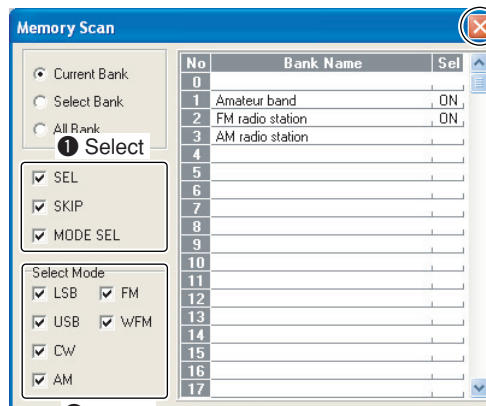 Memory Scan
Current Bank
Select Bank
All Bank
❶ Select
SEL
SKIP
MODE SEL
Select Mode
LSB FM
USB WFM
CW
AM
No Bank Name Sel
0
1 Amateur band ON
2 FM radio station ON
3 AM radio station
4
5
6
7
8
9
10
11
12
13
14
15
16
17